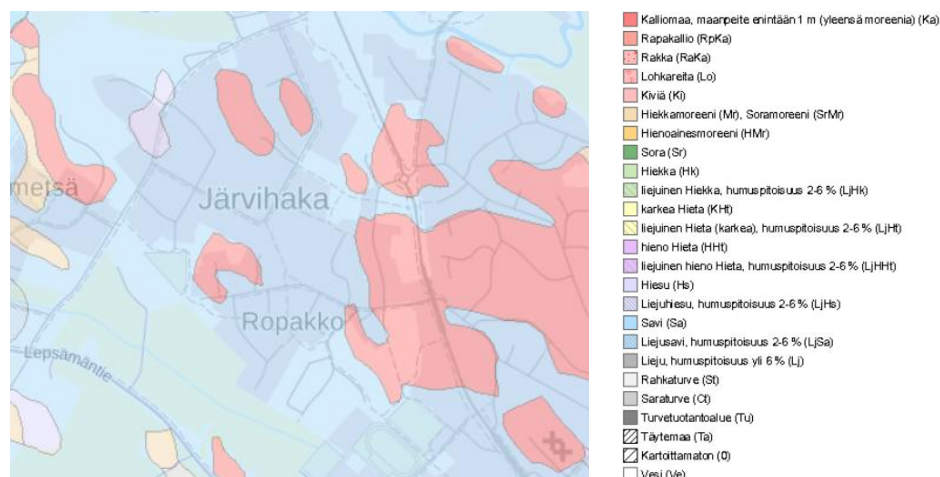 metsä
Järvihaka
Ropakko
Lepsämäntie
Kalliomaa, maanpeite enintään 1 m (yleensä moreenia) (Ka)
Rapakallio (RpKa)
Rakka (RaKa)
Lohkareita (Lo)
Kiviä (Ki)
Hiekkamoreeni (Mr), Soramoreeni (SrMr)
Hienoainesmoreeni (HMr)
Sora (Sr)
Hiekka (Hk)
liejuinen Hiekka, humuspitoisuus 2-6 % (LjHk)
karkea Hieta (KHt)
liejuinen Hieta (karkea), humuspitoisuus 2-6 % (LjHt)
hieno Hieta (HHt)
liejuinen hieno Hieta, humuspitoisuus 2-6 % (LjHHt)
Hiesu (Hs)
Liejuhiesu, humuspitoisuus 2-6% (LjHs)
Savi (Sa)
Liejusavi, humuspitoisuus 2-6 % (LjSa)
Lieju, humuspitoisuus yli 6 % (Lj)
Rahkaturve (St)
Saraturve (Ct)
Turvetuotantoalue (Tu)
Täytemaa (Ta)
Kartoittamaton (0)
Vesi (Ve)